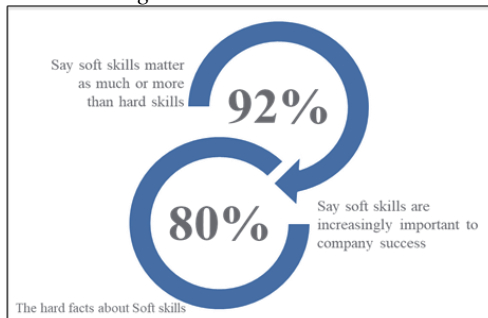 Say soft skills matter
as much or more
than hard skills
92%
80%
Say soft skills are
increasingly important to
company success
The hard facts about Soft skills